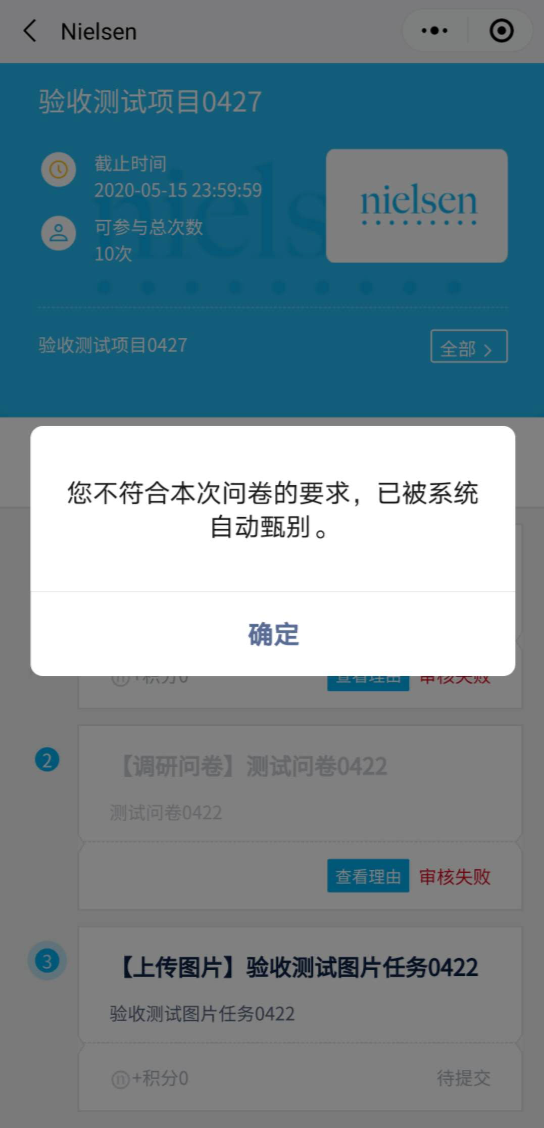 Nielsen
验收测试项目0427
截止时间
2020-05-15 23:59:59
可参与总次数
10次
nielsen
验收测试项目0427
全部
您不符合本次问卷的要求，已被系统
自动甄别。
确定
+积分0
查看理由 审核失败
2
【调研问卷】测试问卷0422
测试问卷0422
查看理由 审核失败
3
【上传图片】验收测试图片任务0422
验收测试图片任务0422
n +积分0 待提交